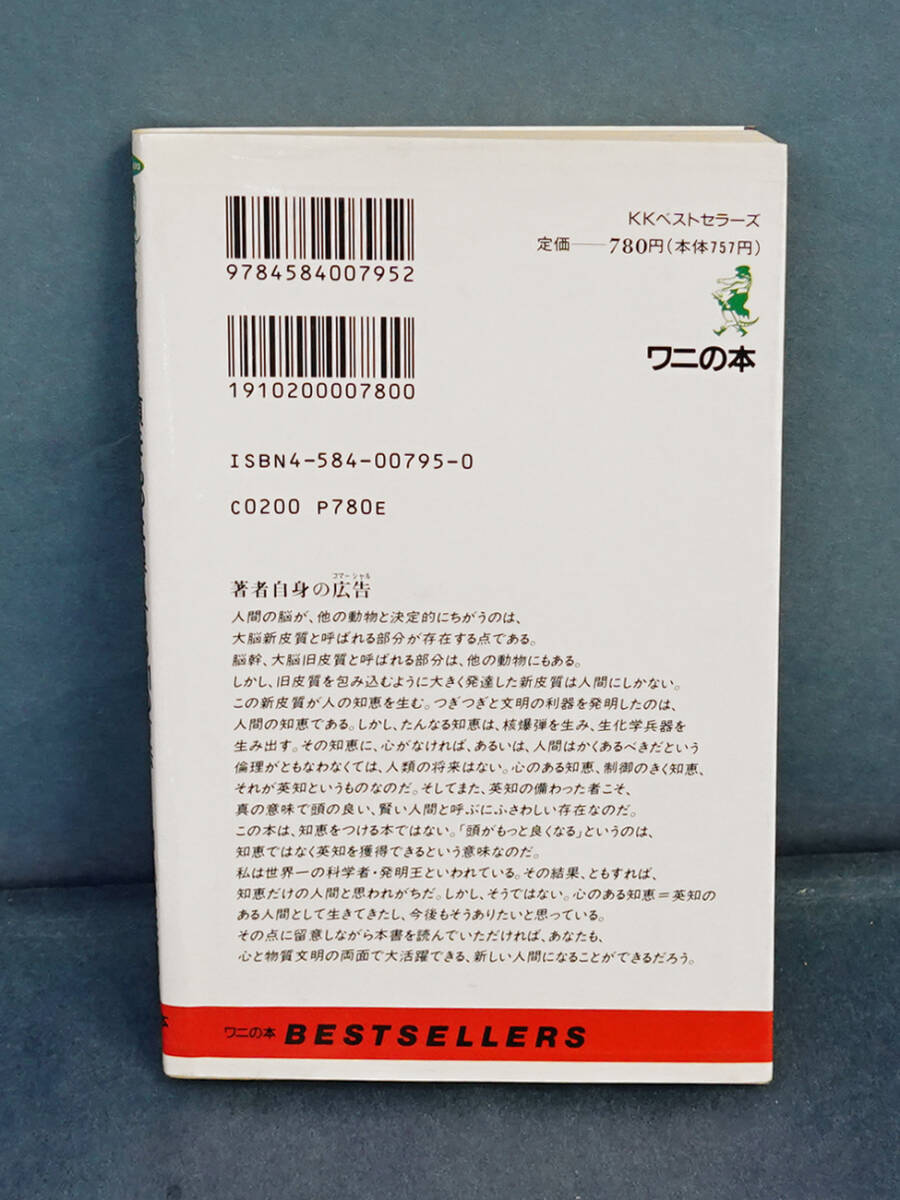 9784584007952
1910200007800
ISBN4-584-00795-0
C0200 P780E
KKベストセラーズ
定価――780円(本体757円)
ワニの本
コマーシャル
著者自身の広告
人間の脳が、他の動物と決定的にちがうのは、
大脳新皮質と呼ばれる部分が存在する点である。
脳幹、大脳旧皮質と呼ばれる部分は、他の動物にもある。
しかし、旧皮質を包み込むように大きく発達した新皮質は人間にしかない。
この新皮質が人の知恵を生む。つぎつぎと文明の利器を発明したのは、
人間の知恵である。しかし、たんなる知恵は、核爆弾を生み、生化学兵器を
生み出す。その知恵に、心がなければ、あるいは、人間はかくあるべきだという
倫理がともなわなくては、人類の将来はない。心のある知恵、制御のきく知恵、
それが英知というものなのだ。そしてまた、英知の備わった者こそ、
真の意味で頭の良い、賢い人間と呼ぶにふさわしい存在なのだ。
この本は、知恵をつける本ではない。「頭がもっと良くなる」というのは、
知恵ではなく英知を獲得できるという意味なのだ。
私は世界一の科学者・発明王といわれている。その結果、ともすれば、
知恵だけの人間と思われがちだ。しかし、そうではない。心のある知恵=英知の
ある人間として生きてきたし、今後もそうありたいと思っている。
その点に留意しながら本書を読んでいただければ、あなたも、
心と物質文明の両面で大活躍できる、新しい人間になることができるだろう。
ワニの本 BESTSELLERS